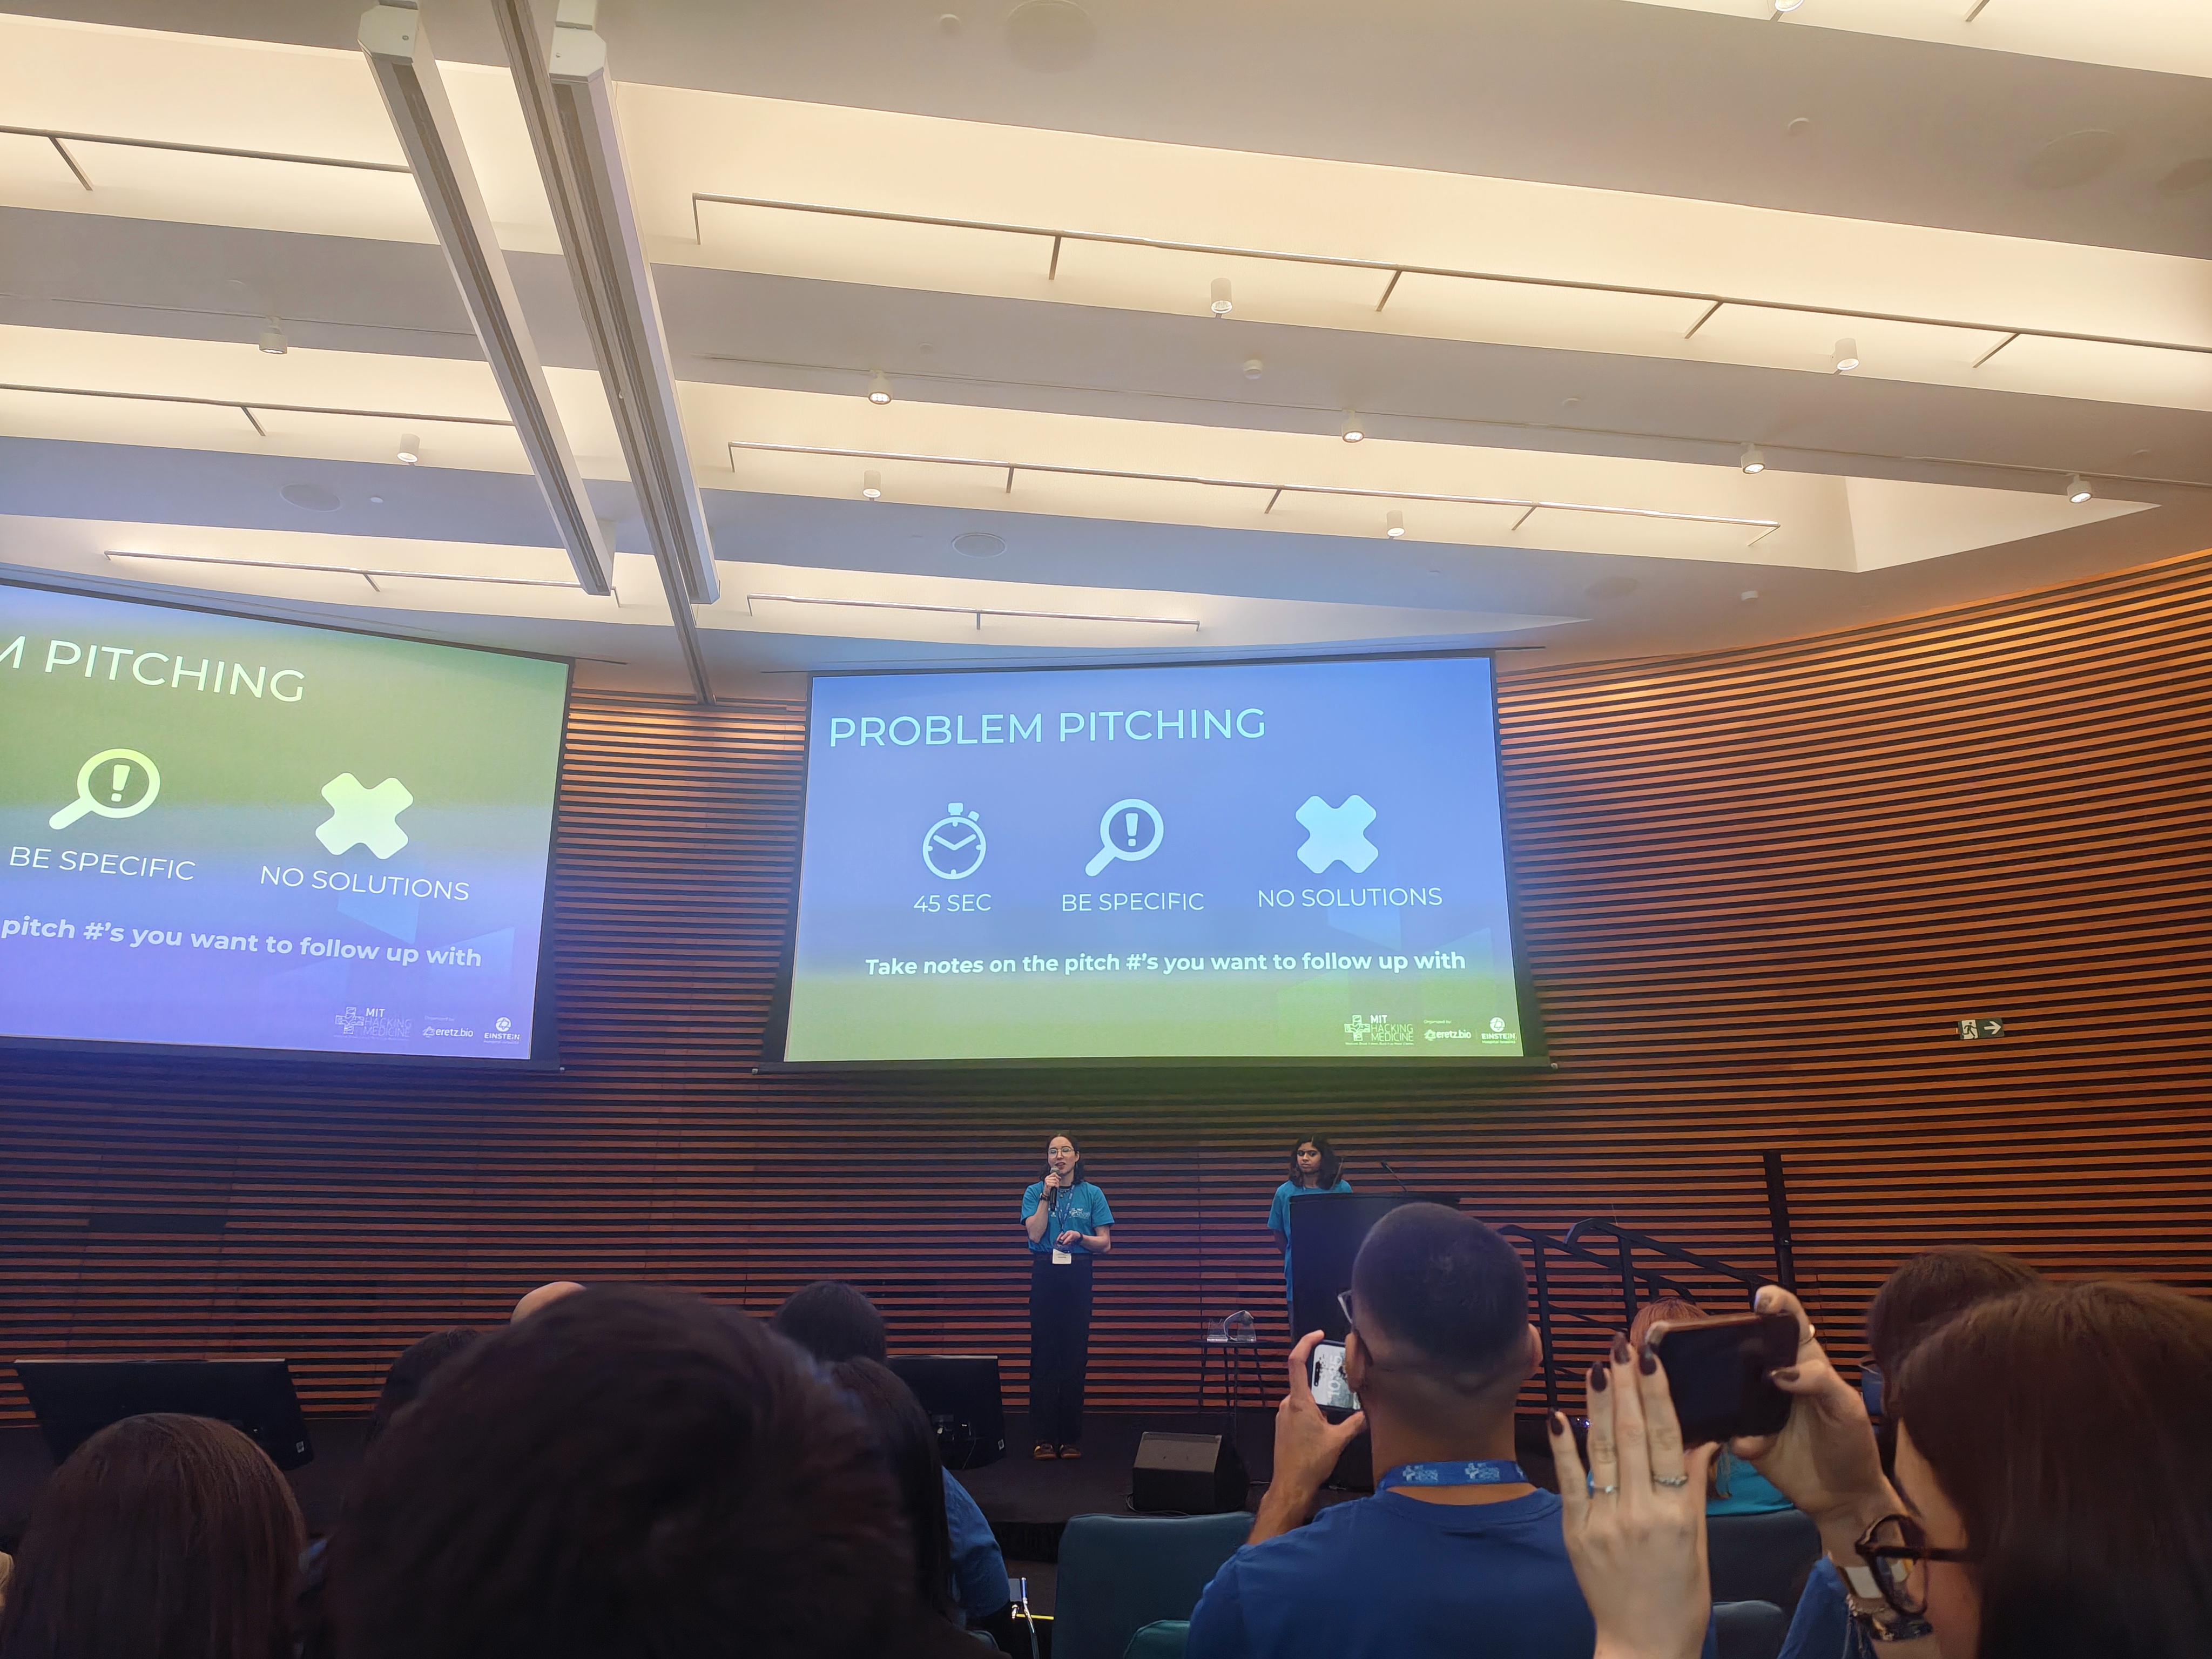 M PITCHING
BE SPECIFIC
NO SOLUTIONS
pitch #'s you want to follow up with
MIT
HACKING
MEDICINE
eretz.bio
EINSTEIN
PROBLEM PITCHING
45 SEC
BE SPECIFIC
NO SOLUTIONS
Take notes on the pitch #'s you want to follow up with
MIT
HACKING
MEDICINE
Organized by
eretz.bio
EINSTEIN